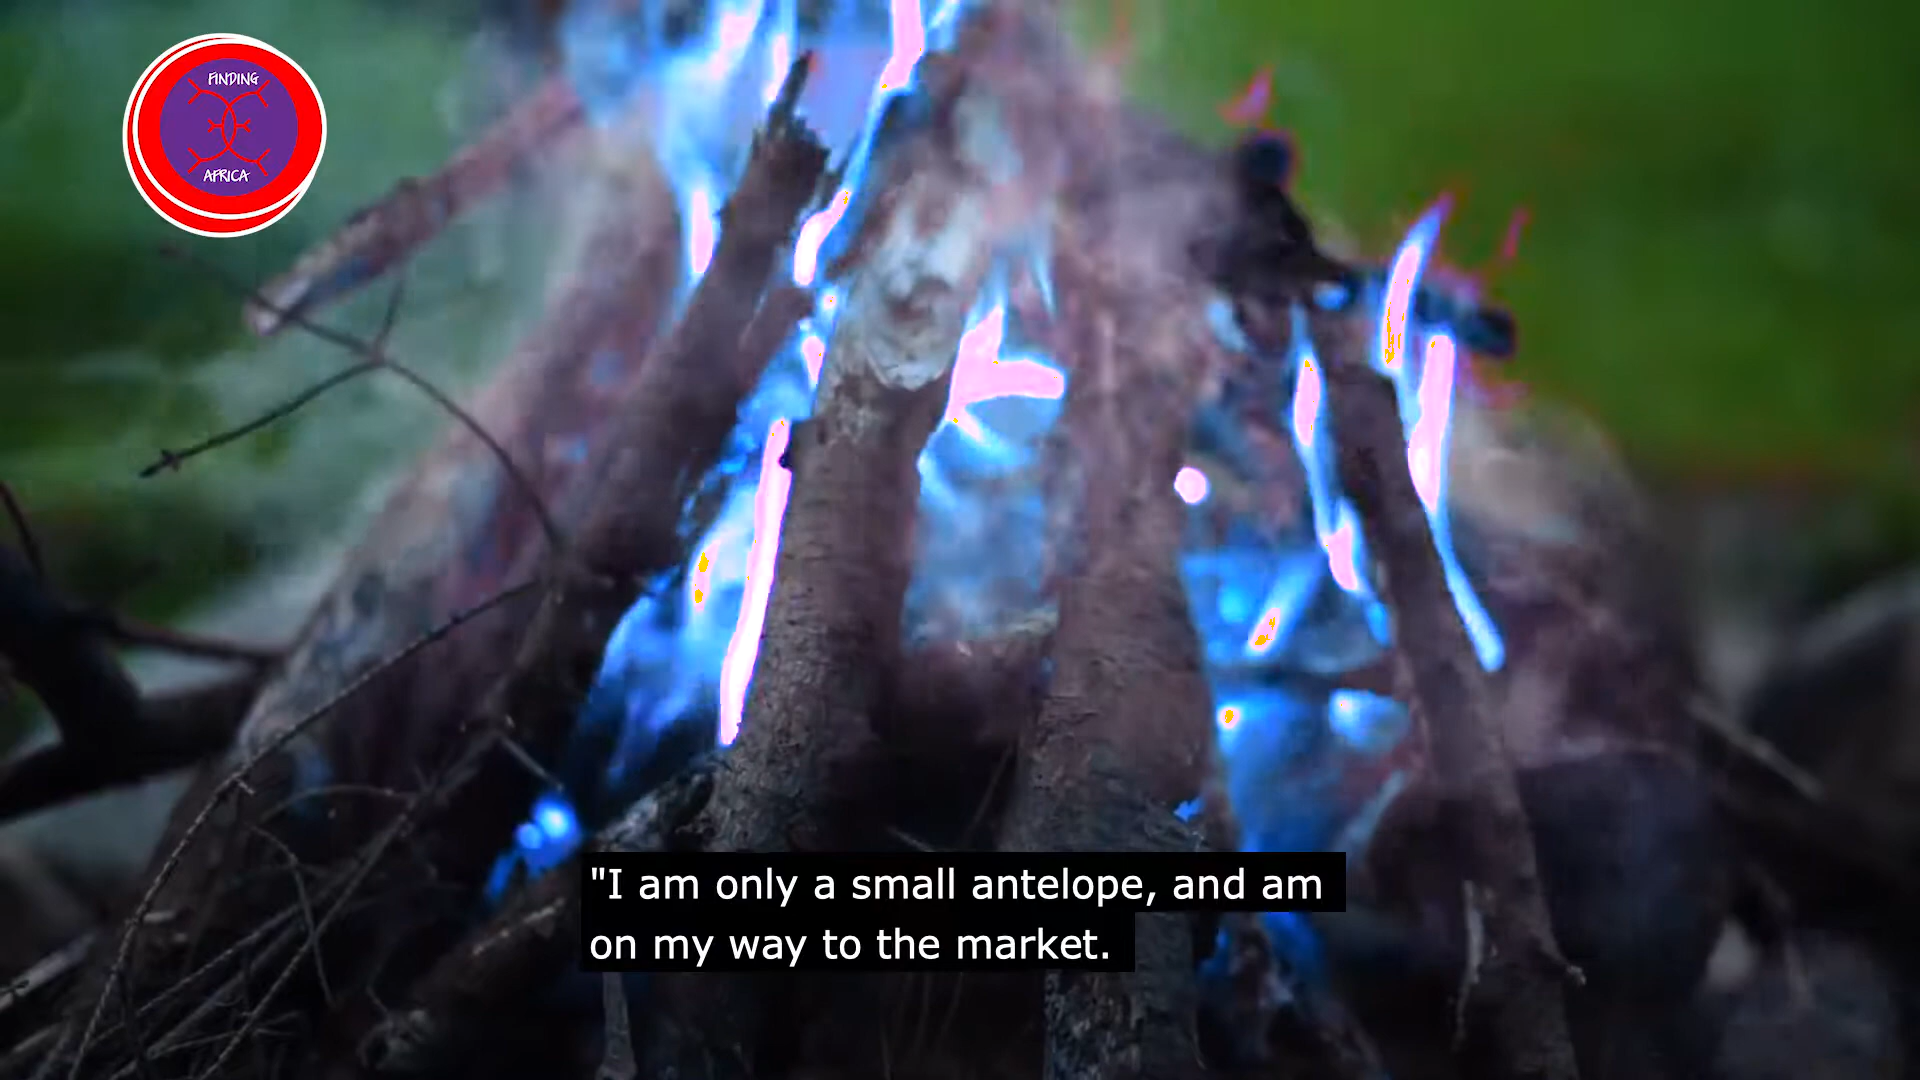 FINDING
AFRICA
"I am only a small antelope, and am
on my way to the market.